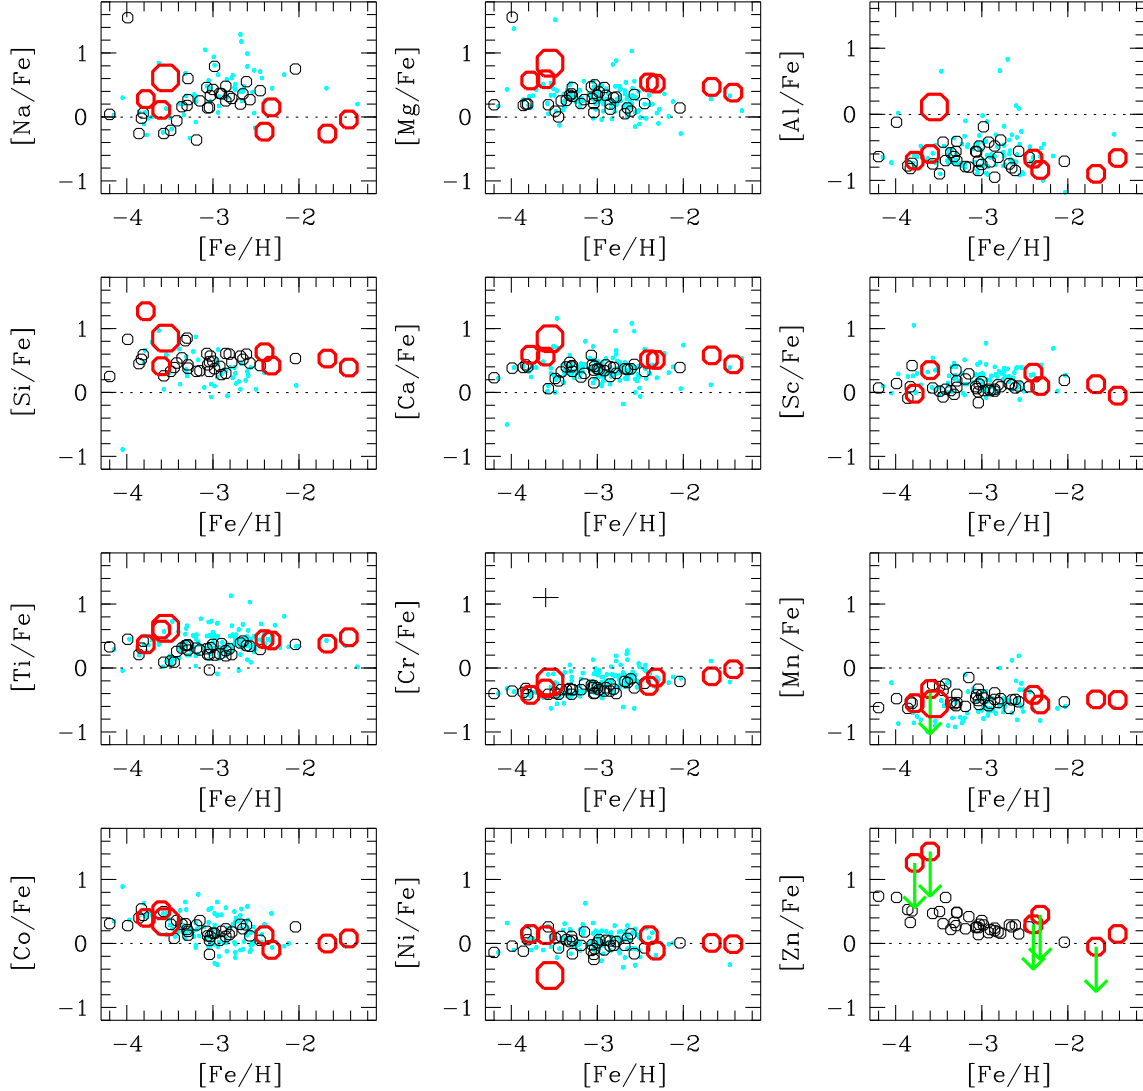 [Na/Fe] 1 0 −1 −4 −3 −2 [Fe/H]
[Mg/Fe] 1 0 −1 −4 −3 −2 [Fe/H]
[Al/Fe] 1 0 −1 −4 −3 −2 [Fe/H]
[Si/Fe] 1 0 −1 −4 −3 −2 [Fe/H]
[Ca/Fe] 1 0 −1 −4 −3 −2 [Fe/H]
[Sc/Fe] 1 0 −1 −4 −3 −2 [Fe/H]
[Ti/Fe] 1 0 −1 −4 −3 −2 [Fe/H]
[Cr/Fe] 1 0 −1 −4 −3 −2 [Fe/H]
[Mn/Fe] 1 0 −1 −4 −3 −2 [Fe/H]
[Co/Fe] 1 0 −1 −4 −3 −2 [Fe/H]
[Ni/Fe] 1 0 −1 −4 −3 −2 [Fe/H]
[Zn/Fe] 1 0 −1 −4 −3 −2 [Fe/H]